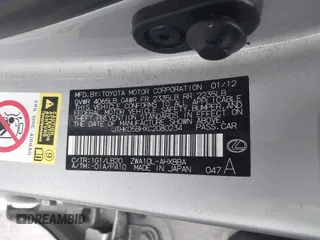 MFD. BY: TOYOTA MOTOR CORPORATION 01/12
GVWR 4065LB GAWR FR 2335LB RR 2235LB
THIS VEHICLE CONFORMS TO ALL APPLICABLE
FEDERAL MOTOR VEHICLE SAFETY, BUMPER, AND
THEFT PREVENTION STANDARDS IN EFFECT ON
THE DATE OF MANUFACTURE SHOWN ABOVE.
JTHKD5BHXC2080234 PASS. CAR
C/TR:1G1/LB20 ZWA10L-AHXBBA
A/TM:-01A/P410 MADE IN JAPAN 047 A
DREAMBID